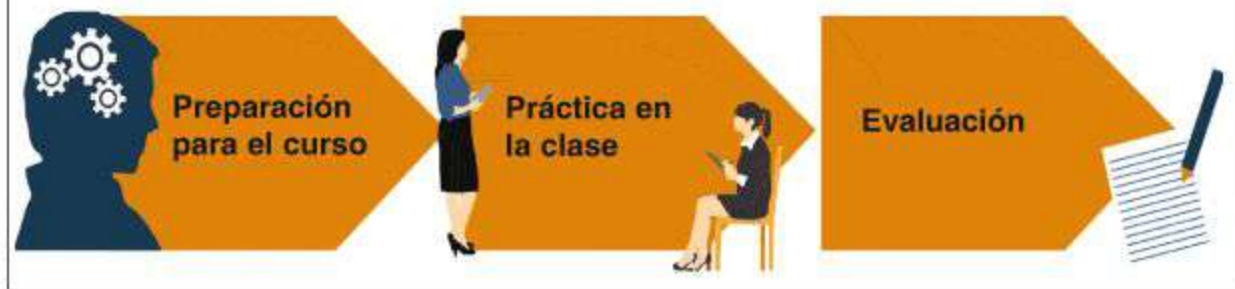 Preparación
para el curso
Práctica en
la clase
Evaluación